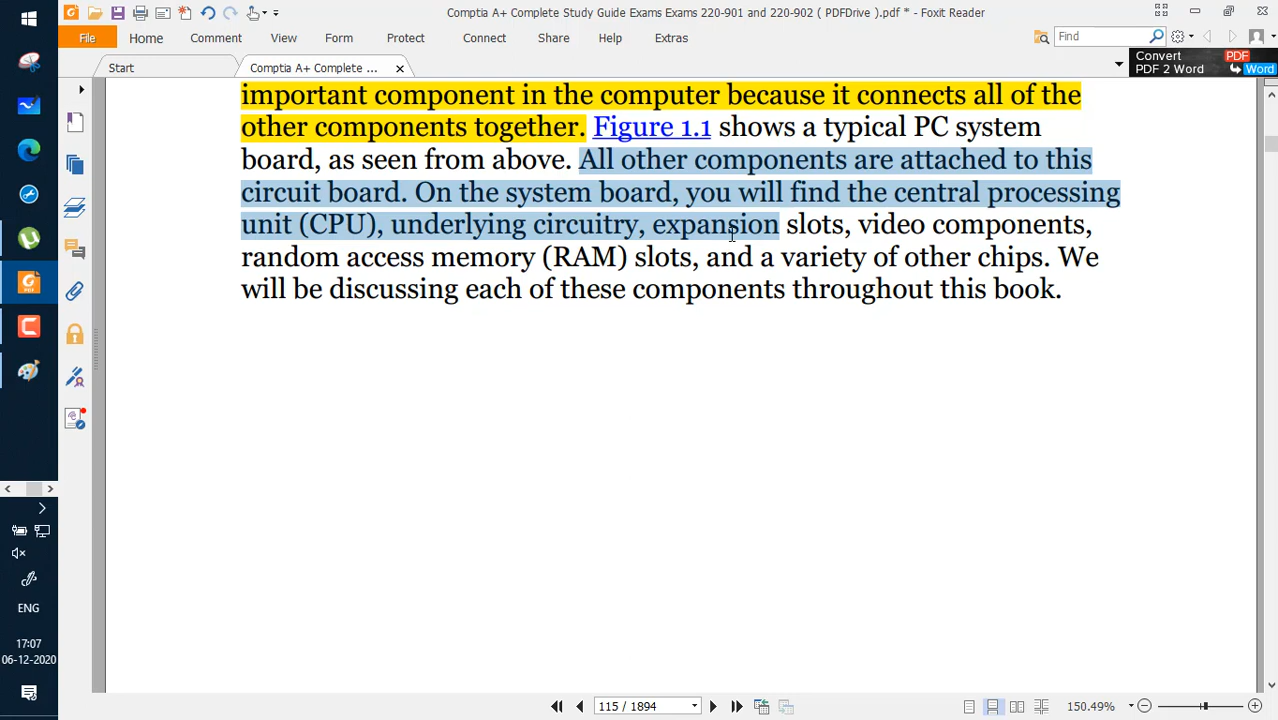 Comptia A+ Complete Study Guide Exams Exams 220-901 and 220-902 ( PDFDrive ).pdf * - Foxit Reader
File Home Comment View Form Protect Connect Share Help Extras Find
Convert PDF
PDF 2 Word Word
Start Comptia A+ Complete ...
important component in the computer because it connects all of the
other components together. Figure 1.1 shows a typical PC system
board, as seen from above. All other components are attached to this
circuit board. On the system board, you will find the central processing
unit (CPU), underlying circuitry, expansion slots, video components,
random access memory (RAM) slots, and a variety of other chips. We
will be discussing each of these components throughout this book.
ENG
17:07
06-12-2020
115 / 1894
150.49%